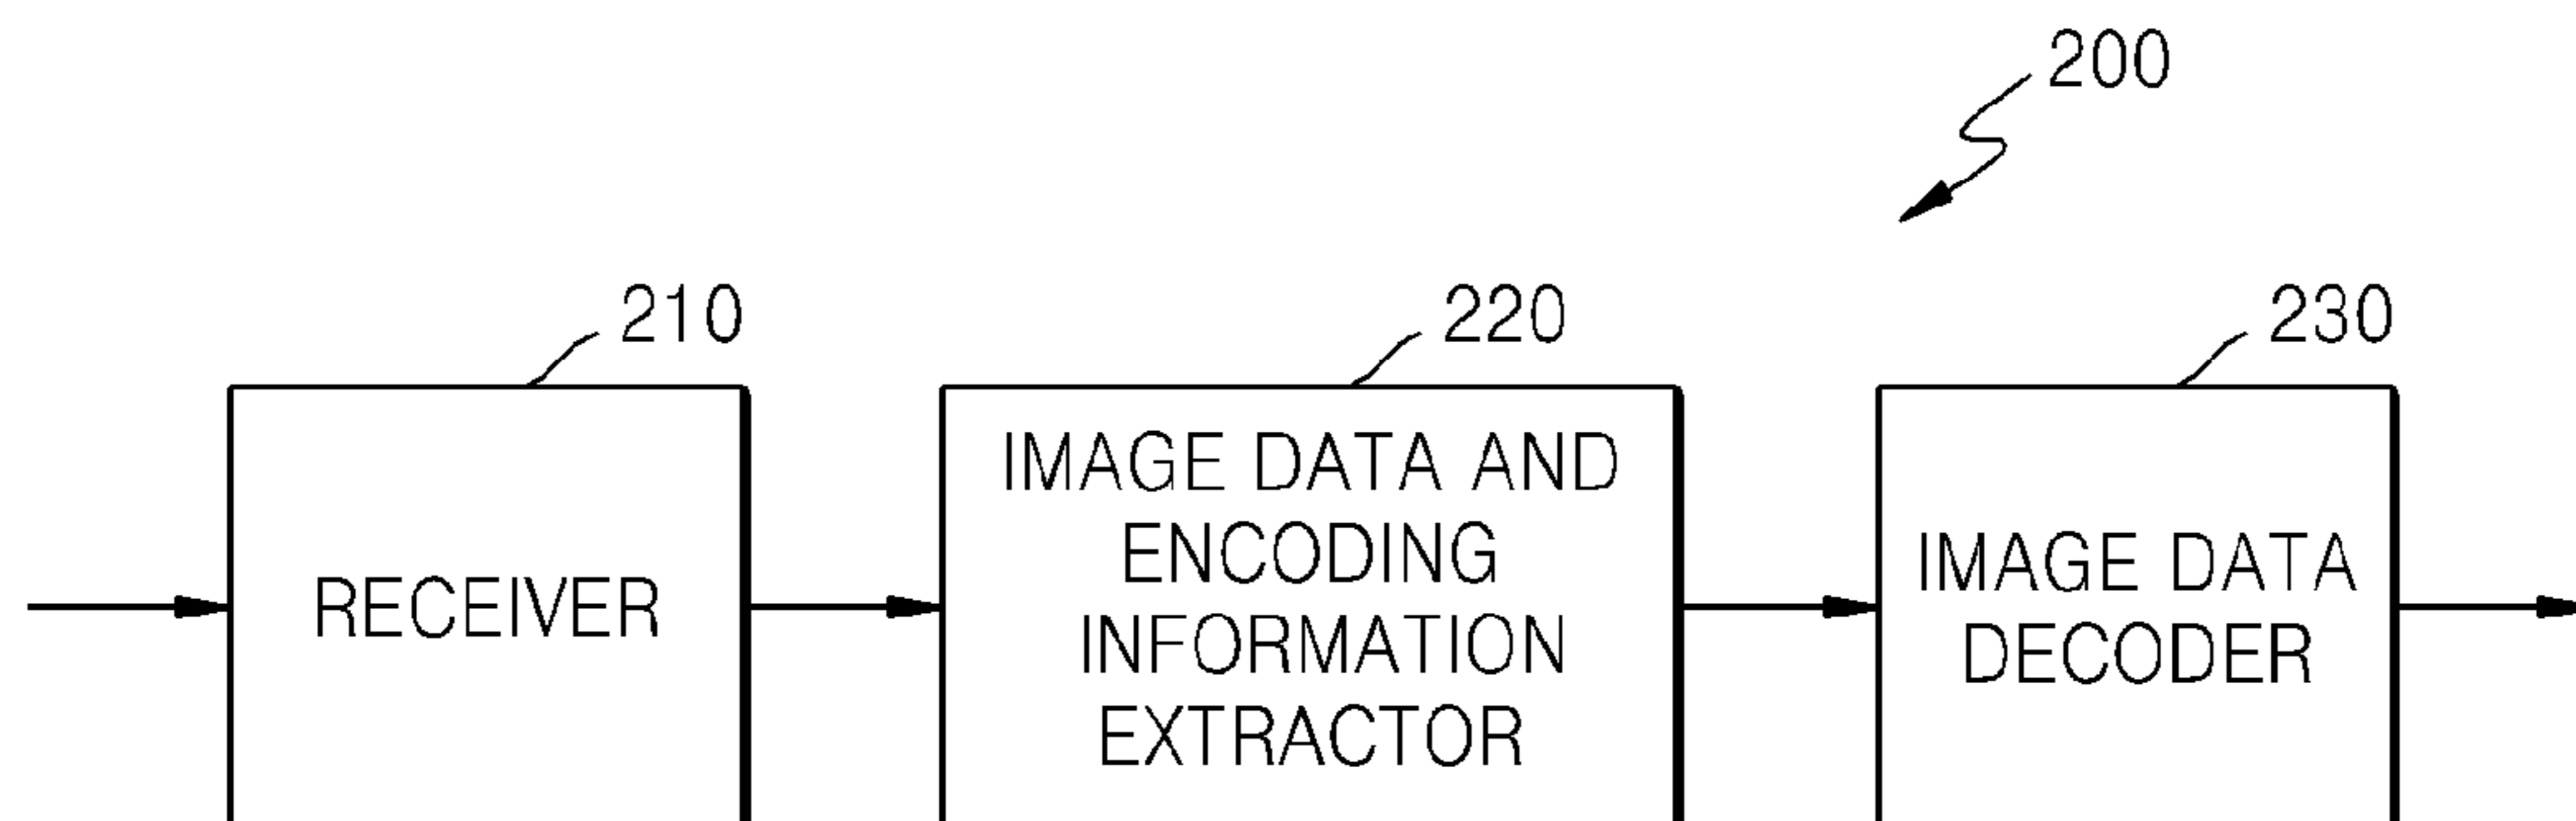 200
210
220
230
RECEIVER
IMAGE DATA AND
ENCODING
INFORMATION
EXTRACTOR
IMAGE DATA
DECODER